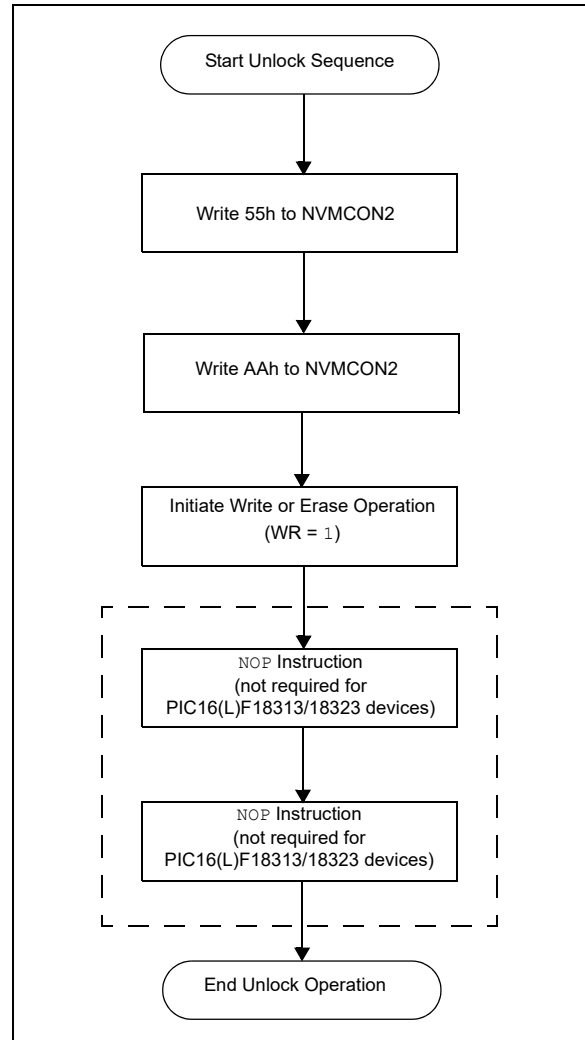 Start Unlock Sequence
Write 55h to NVMCON2
Write AAh to NVMCON2
Initiate Write or Erase Operation
(WR = 1)
NOP Instruction
(not required for
PIC16(L)F18313/18323 devices)
NOP Instruction
(not required for
PIC16(L)F18313/18323 devices)
End Unlock Operation